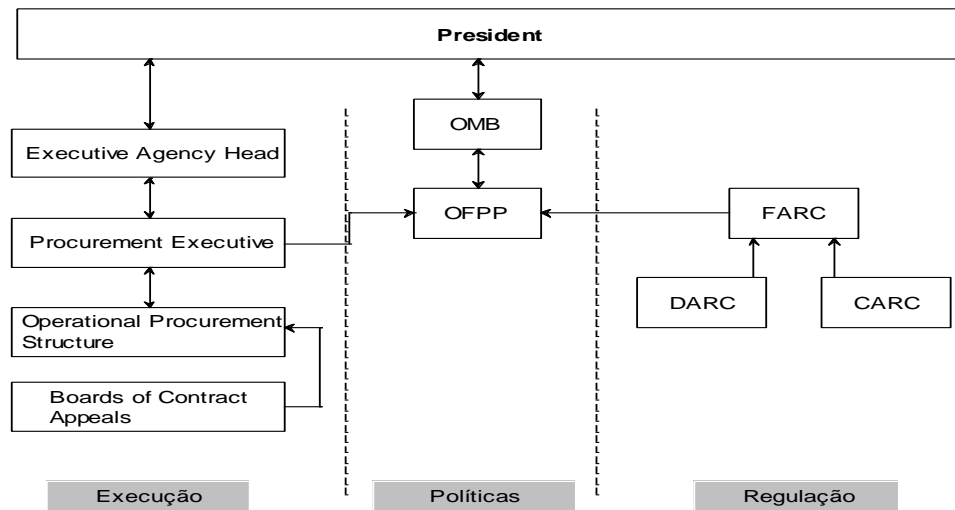 President
OMB
Executive Agency Head
OFPP
FARC
Procurement Executive
DARC
CARC
Operational Procurement
Structure
Boards of Contract
Appeals
Execução
Políticas
Regulação